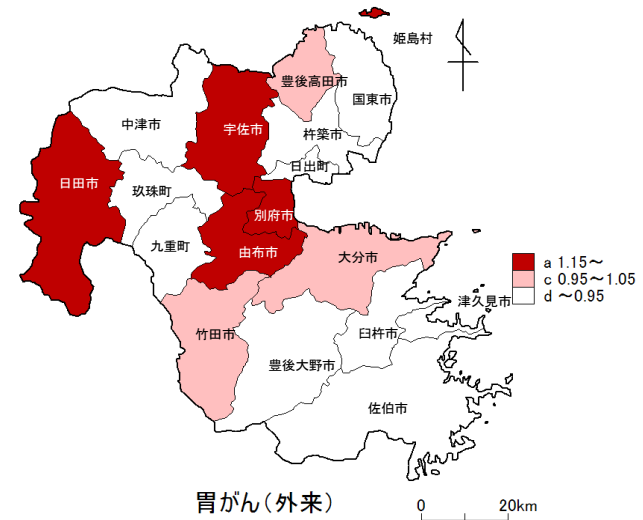 姫島村
豊後高田市
国東市
中津市
宇佐市
杵築市
日出町
日田市
玖珠町
別府市
九重町
由布市
大分市
a 1.15～
c 0.95～1.05
d ～0.95
津久見市
竹田市
臼杵市
豊後大野市
佐伯市
胃がん（外来）
0 20km